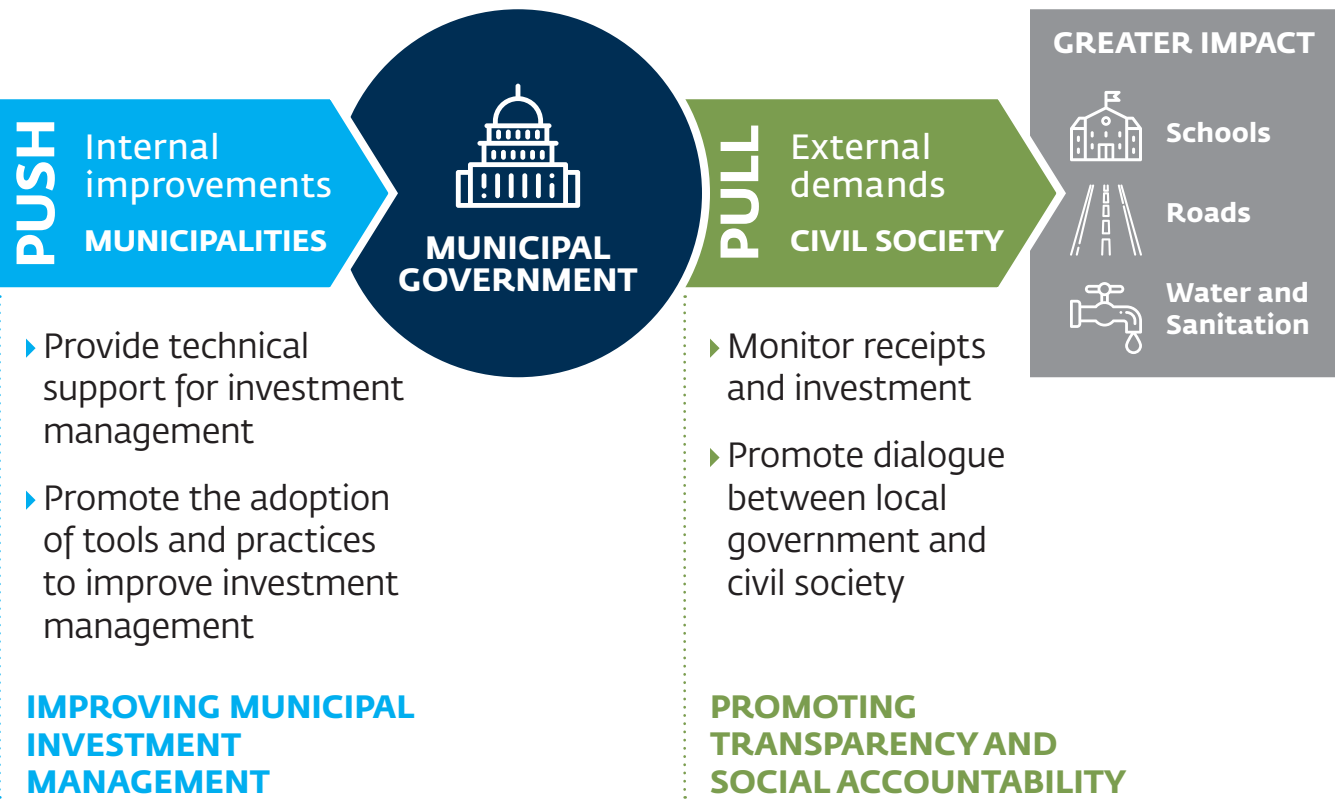 PUSH
Internal
improvements
MUNICIPALITIES
MUNICIPAL
GOVERNMENT
PULL
External
demands
CIVIL SOCIETY
GREATER IMPACT
Schools
Roads
Water and
Sanitation
Provide technical
support for investment
management
Promote the adoption
of tools and practices
to improve investment
management
IMPROVING MUNICIPAL
INVESTMENT
MANAGEMENT
Monitor receipts
and investment
Promote dialogue
between local
government and
civil society
PROMOTING
TRANSPARENCY AND
SOCIAL ACCOUNTABILITY